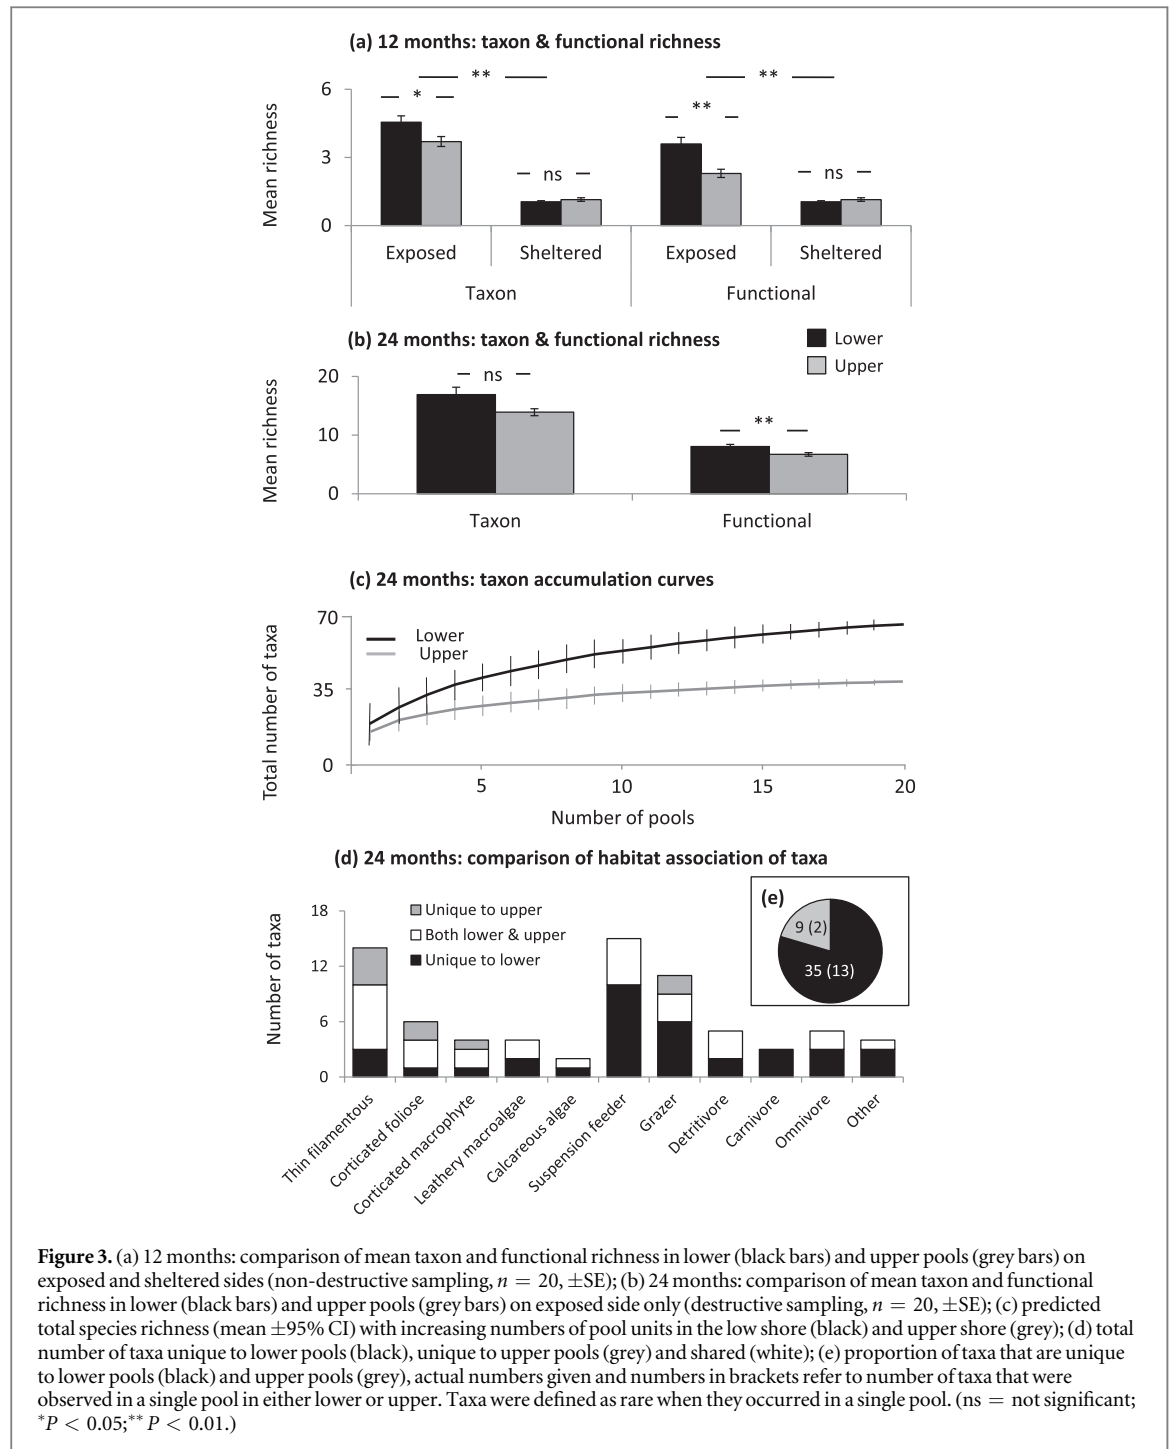 (a) 12 months: taxon & functional richness
** **
* **
ns ns
Mean richness
6
3
0
Exposed Sheltered Exposed Sheltered
Taxon Functional
(b) 24 months: taxon & functional richness
Lower
Upper
Mean richness
20
10
0
ns
**
Taxon Functional
(c) 24 months: taxon accumulation curves
Total number of taxa
70
35
0
Lower
Upper
5 10 15 20
Number of pools
(d) 24 months: comparison of habitat association of taxa
Number of taxa
18
12
6
0
Unique to upper
Both lower & upper
Unique to lower
(e)
9 (2)
35 (13)
Thin filamentous
Corticated foliose
Corticated macrophyte
Leathery macroalgae
Calcareous algae
Suspension feeder
Grazer
Detritivore
Carnivore
Omnivore
Other
Figure 3. (a) 12 months: comparison of mean taxon and functional richness in lower (black bars) and upper pools (grey bars) on
exposed and sheltered sides (non-destructive sampling, n = 20, ±SE); (b) 24 months: comparison of mean taxon and functional
richness in lower (black bars) and upper pools (grey bars) on exposed side only (destructive sampling, n = 20, ±SE); (c) predicted
total species richness (mean ±95% CI) with increasing numbers of pool units in the low shore (black) and upper shore (grey); (d) total
number of taxa unique to lower pools (black), unique to upper pools (grey) and shared (white); (e) proportion of taxa that are unique
to lower pools (black) and upper pools (grey), actual numbers given and numbers in brackets refer to number of taxa that were
observed in a single pool in either lower or upper. Taxa were defined as rare when they occurred in a single pool. (ns = not significant;
*P < 0.05;** P < 0.01.)